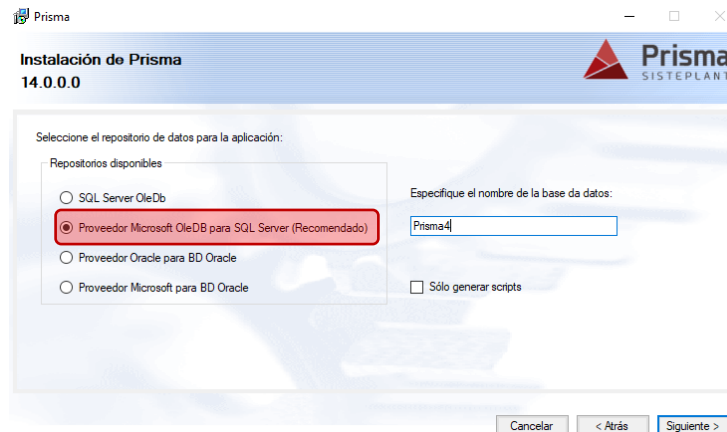 Prisma
Instalación de Prisma
14.0.0.0
Prisma
SISTEPLANT
Seleccione el repositorio de datos para la aplicación:
Repositorios disponibles
SQL Server OleDb
Proveedor Microsoft OleDB para SQL Server (Recomendado)
Proveedor Oracle para BD Oracle
Proveedor Microsoft para BD Oracle
Especifique el nombre de la base da datos:
Prisma4
Sólo generar scripts
Cancelar
< Atrás
Siguiente >